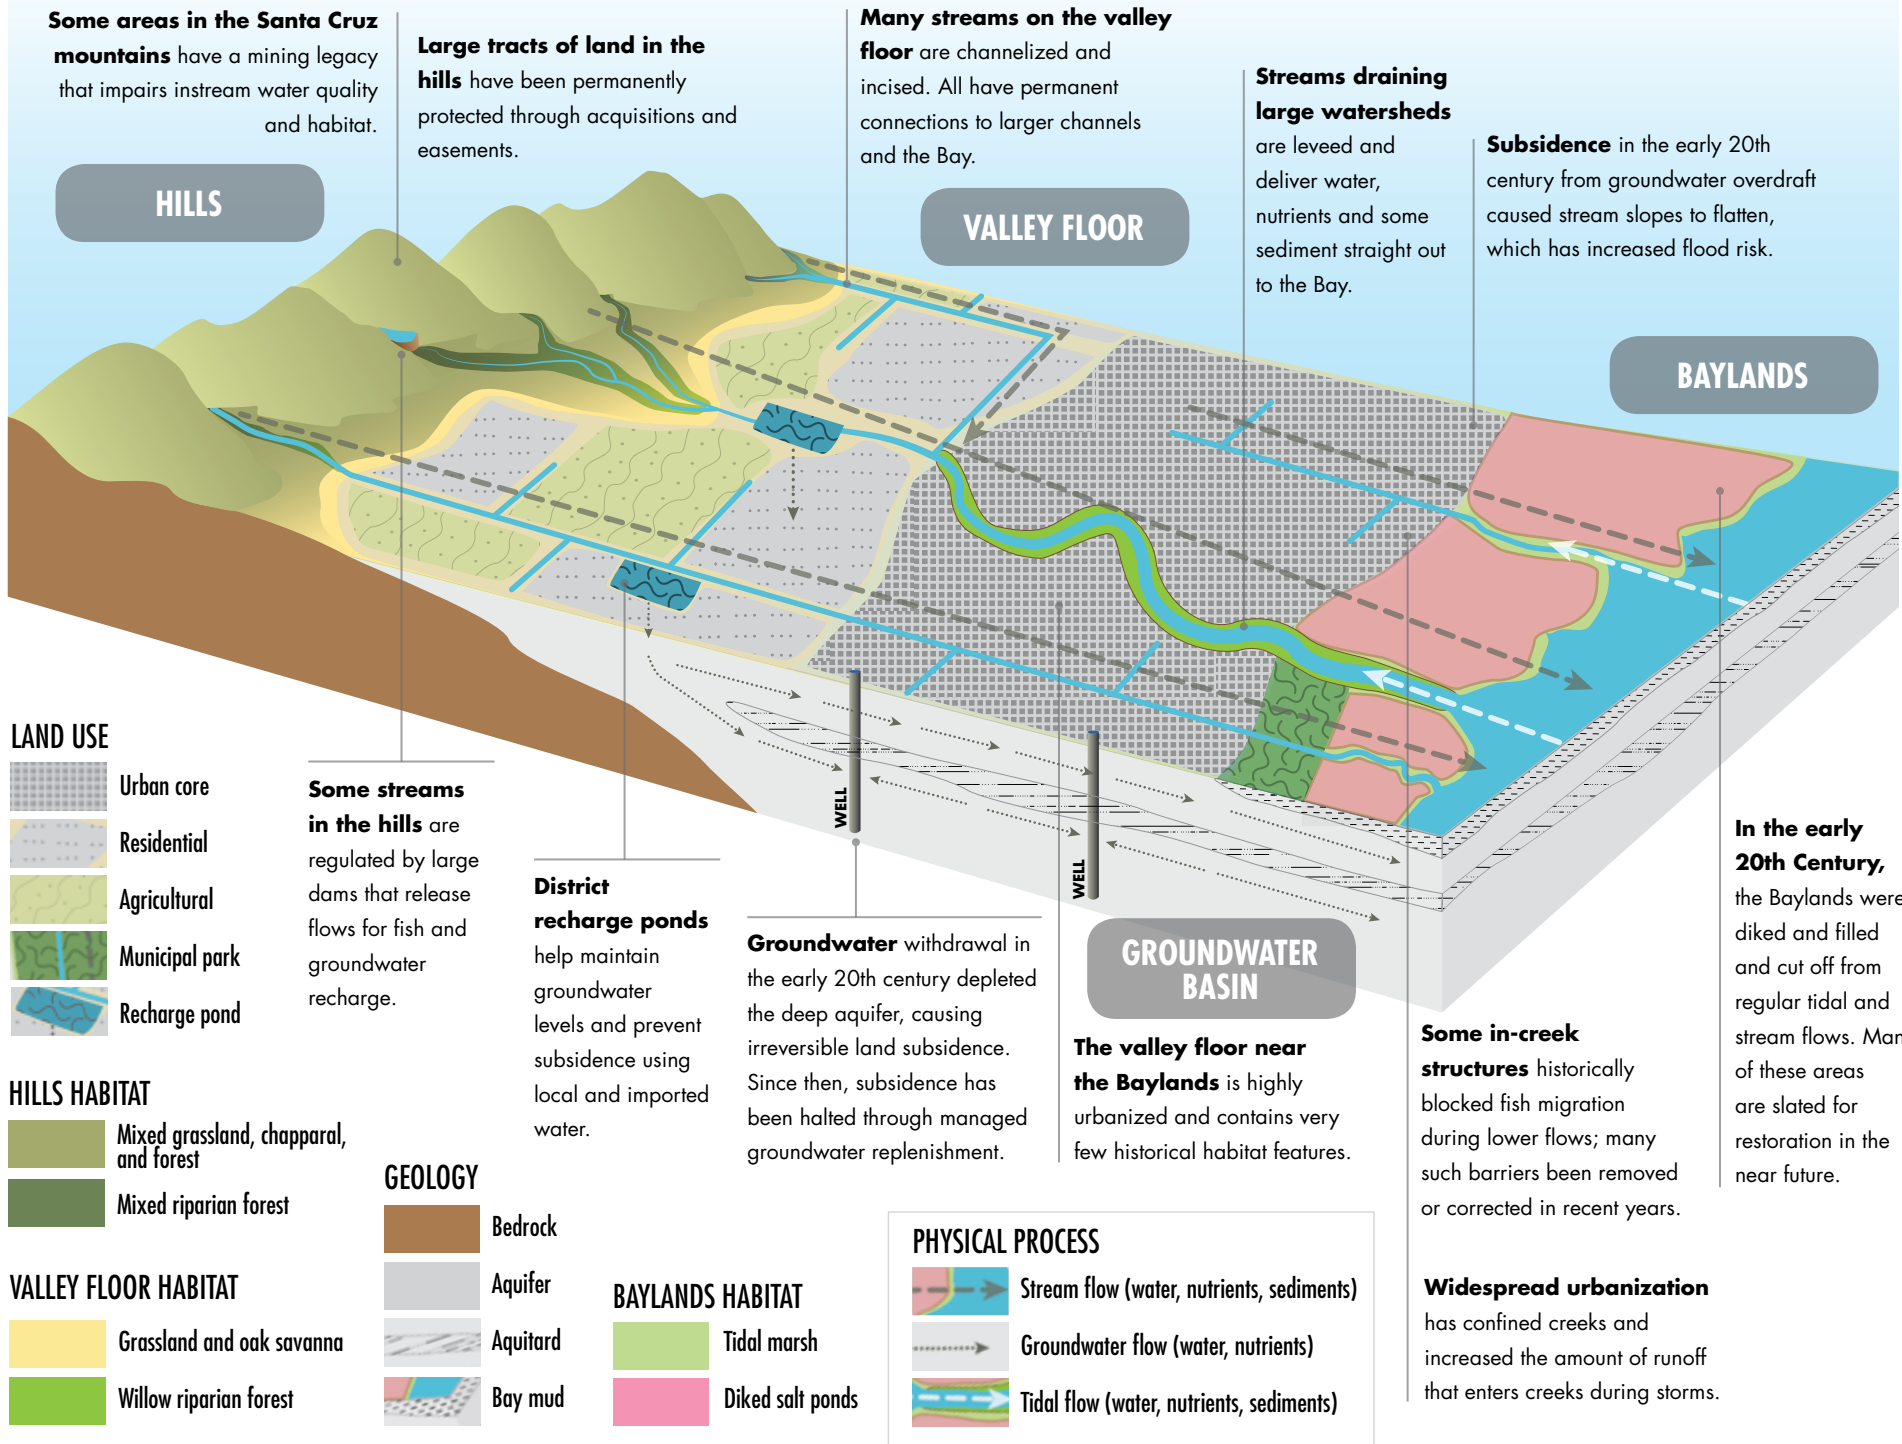 Some areas in the Santa Cruz
mountains have a mining legacy
that impairs instream water quality
and habitat.
Large tracts of land in the
hills have been permanently
protected through acquisitions and
easements.
Many streams on the valley
floor are channelized and
incised. All have permanent
connections to larger channels
and the Bay.
Streams draining
large watersheds
are leveed and
deliver water,
nutrients and some
sediment straight out
to the Bay.
Subsidence in the early 20th
century from groundwater overdraft
caused stream slopes to flatten,
which has increased flood risk.
HILLS
VALLEY FLOOR
BAYLANDS
WELL
WELL
LAND USE
Urban core
Residential
Agricultural
Municipal park
Recharge pond
HILLS HABITAT
Mixed grassland, chapparal,
and forest
Mixed riparian forest
VALLEY FLOOR HABITAT
Grassland and oak savanna
Willow riparian forest
Some streams
in the hills are
regulated by large
dams that release
flows for fish and
groundwater
recharge.
District
recharge ponds
help maintain
groundwater
levels and prevent
subsidence using
local and imported
water.
Groundwater withdrawal in
the early 20th century depleted
the deep aquifer, causing
irreversible land subsidence.
Since then, subsidence has
been halted through managed
groundwater replenishment.
GROUNDWATER
BASIN
The valley floor near
the Baylands is highly
urbanized and contains very
few historical habitat features.
Some in-creek
structures historically
blocked fish migration
during lower flows; many
such barriers been removed
or corrected in recent years.
Widespread urbanization
has confined creeks and
increased the amount of runoff
that enters creeks during storms.
In the early
20th Century,
the Baylands were
diked and filled
and cut off from
regular tidal and
stream flows. Man
of these areas
are slated for
restoration in the
near future.
GEOLOGY
Bedrock
Aquifer
Aquitard
Bay mud
BAYLANDS HABITAT
Tidal marsh
Diked salt ponds
PHYSICAL PROCESS
Stream flow (water, nutrients, sediments)
Groundwater flow (water, nutrients)
Tidal flow (water, nutrients, sediments)